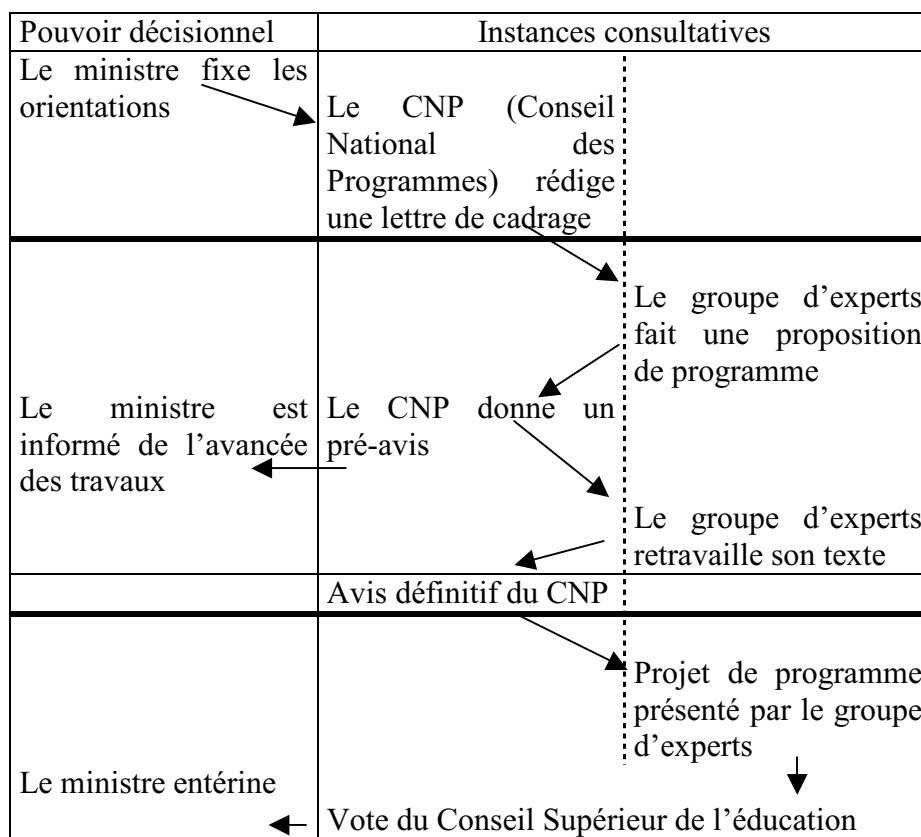 Pouvoir décisionnel
Instances consultatives
Le ministre fixe les
orientations
Le CNP (Conseil
National des
Programmes) rédige
une lettre de cadrage
Le groupe d’experts
fait une proposition
de programme
Le ministre est
informé de l’avancée
des travaux
Le CNP donne un
pré-avis
Le groupe d’experts
retravaille son texte
Avis définitif du CNP
Projet de programme
présenté par le groupe
d’experts
Le ministre entérine
Vote du Conseil Supérieur de l’éducation